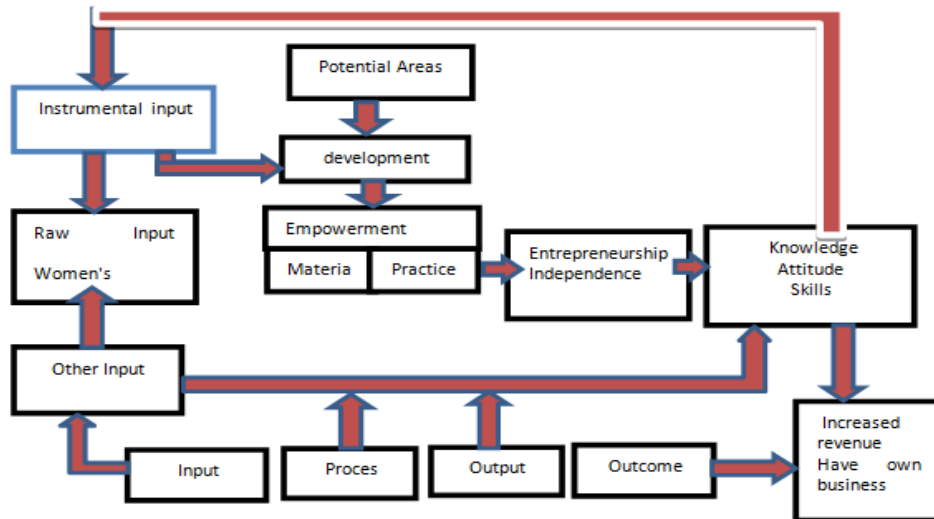 Potential Areas
Instrumental input
development
Raw Input
Women's
Empowerment
Materia
Practice
Entrepreneurship
Independence
Knowledge
Attitude
Skills
Other Input
Increased
revenue
Have own
business
Input
Proces
Output
Outcome